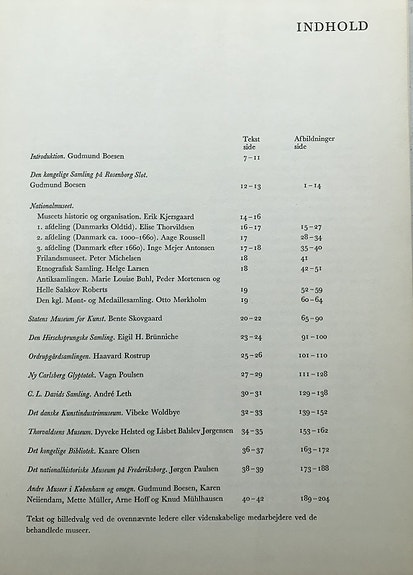 INDHOLD
Tekst side Afbildninger side
Introduktion. Gudmund Boesen 7–11
Den kongelige Samling på Rosenborg Slot.
Gudmund Boesen 12–13 1–14
Nationalmuseet.
Museets historie og organisation. Erik Kjersgaard 14–16
1. afdeling (Danmarks Oldtid). Elise Thorvildsen 16–17 15–27
2. afdeling (Danmark ca. 1000–1660). Aage Roussell 17 28–34
3. afdeling (Danmark efter 1660). Inge Mejer Antonsen 17–18 35–40
Frilandsmuseet. Peter Michelsen 18 41
Etnografisk Samling. Helge Larsen 18 42–51
Antiksamlingen. Marie Louise Buhl, Peder Mortensen og
Helle Salskov Roberts 19 52–59
Den kgl. Mønt- og Medaillesamling. Otto Mørkholm 19 60–64
Statens Museum for Kunst. Bente Skovgaard 20–22 65–90
Den Hirschsprungske Samling. Eigil H. Brünniche 23–24 91–100
Ordrupgårdsamlingen. Haavard Rostrup 25–26 101–110
Ny Carlsberg Glyptotek. Vagn Poulsen 27–29 111–128
C. L. Davids Samling. André Leth 30–31 129–138
Det danske Kunstindustrimuseum. Vibeke Woldbye 32–33 139–152
Thorvaldsens Museum. Dyveke Helsted og Lisbet Balslev Jørgensen 34–35 153–162
Det kongelige Bibliotek. Kaare Olsen 36–37 163–172
Det nationalhistoriske Museum på Frederiksborg. Jørgen Paulsen 38–39 173–188
Andre Museer i København og omegn. Gudmund Boesen, Karen
Neiiendam, Mette Müller, Arne Hoff og Knud Mühlhausen 40–42 189–204
Tekst og billedvalg ved de ovennævnte ledere eller videnskabelige medarbejdere ved de
behandlede museer.